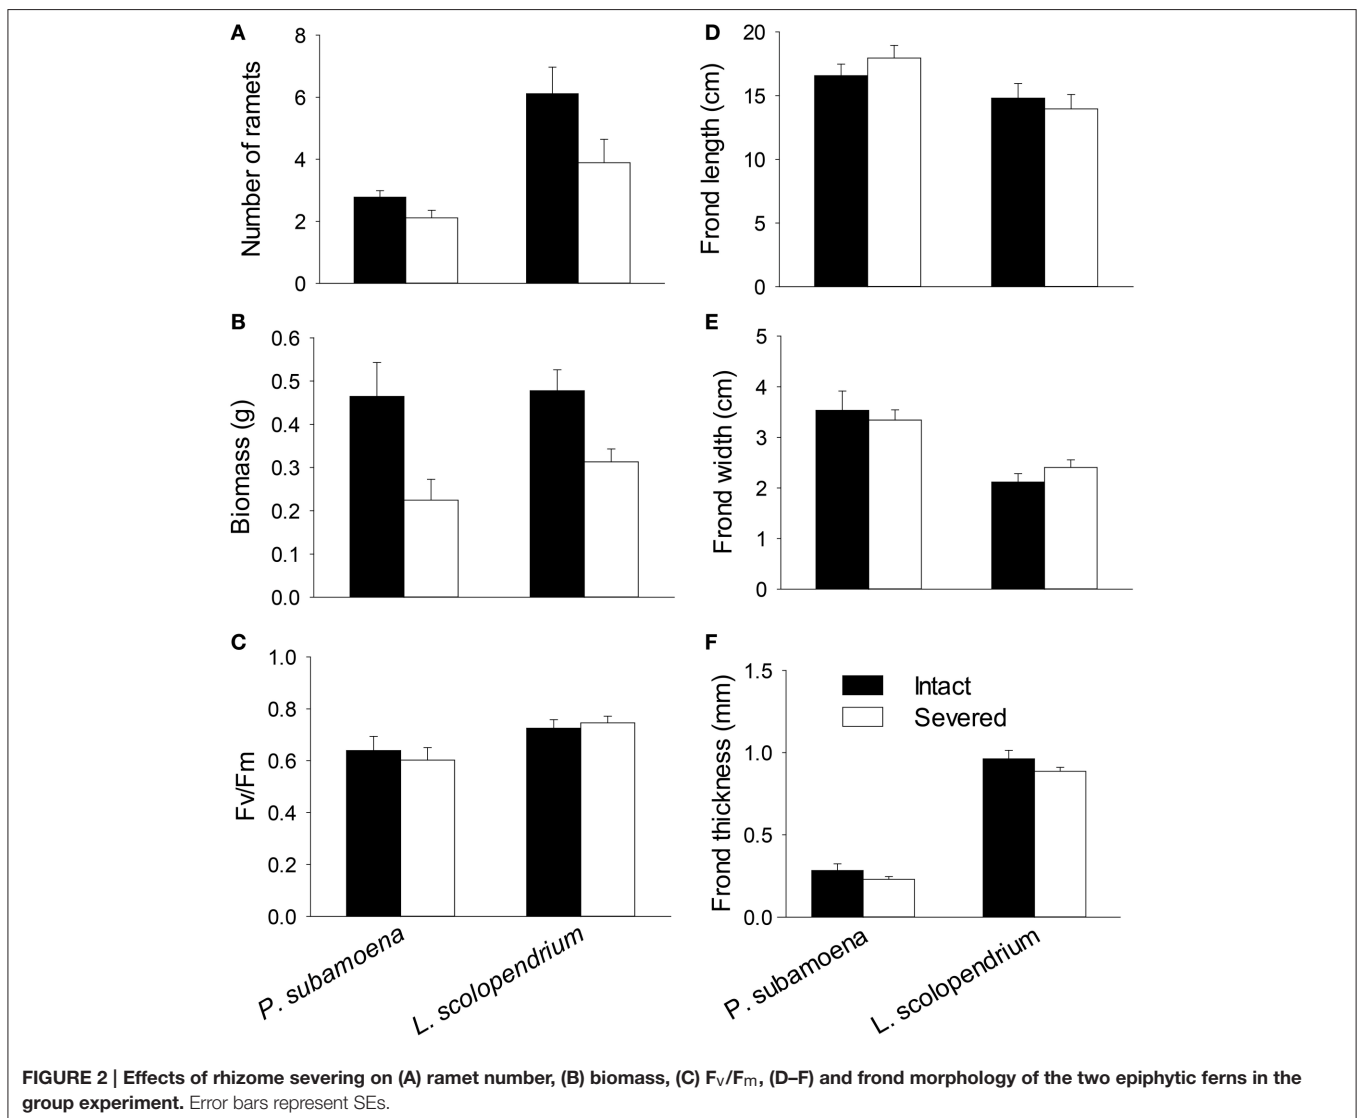 A
Number of ramets
8
6
4
2
0
B
Biomass (g)
0.6
0.5
0.4
0.3
0.2
0.1
0.0
C
Fv/Fm
1.0
0.8
0.6
0.4
0.2
0.0
P. subamoena
L. scolopendrium
D
Frond length (cm)
20
15
10
5
0
E
Frond width (cm)
5
4
3
2
1
0
F
Frond thickness (mm)
1.5
1.0
0.5
0.0
Intact
Severed
P. subamoena
L. scolopendrium
FIGURE 2 | Effects of rhizome severing on (A) ramet number, (B) biomass, (C) Fv/Fm, (D–F) and frond morphology of the two epiphytic ferns in the
group experiment. Error bars represent SEs.